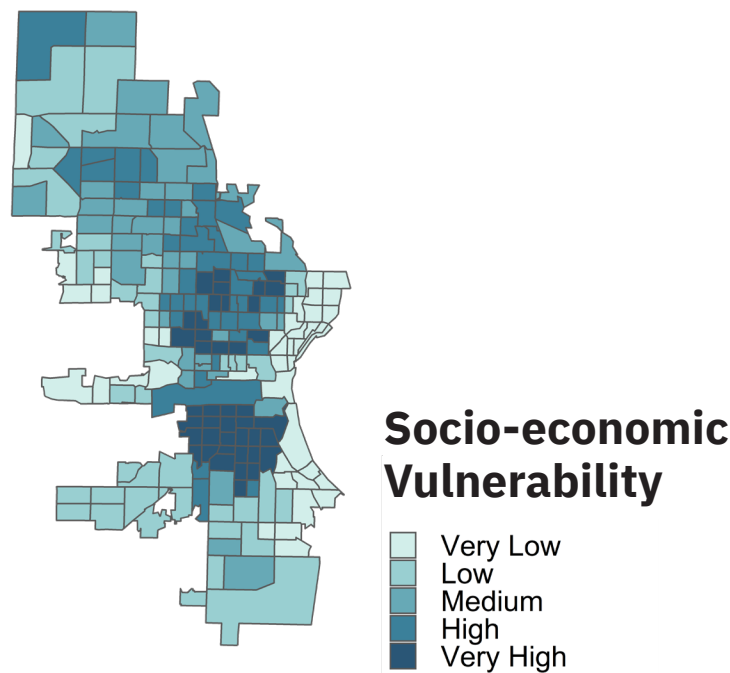 Socio-economic
Vulnerability
Very Low
Low
Medium
High
Very High